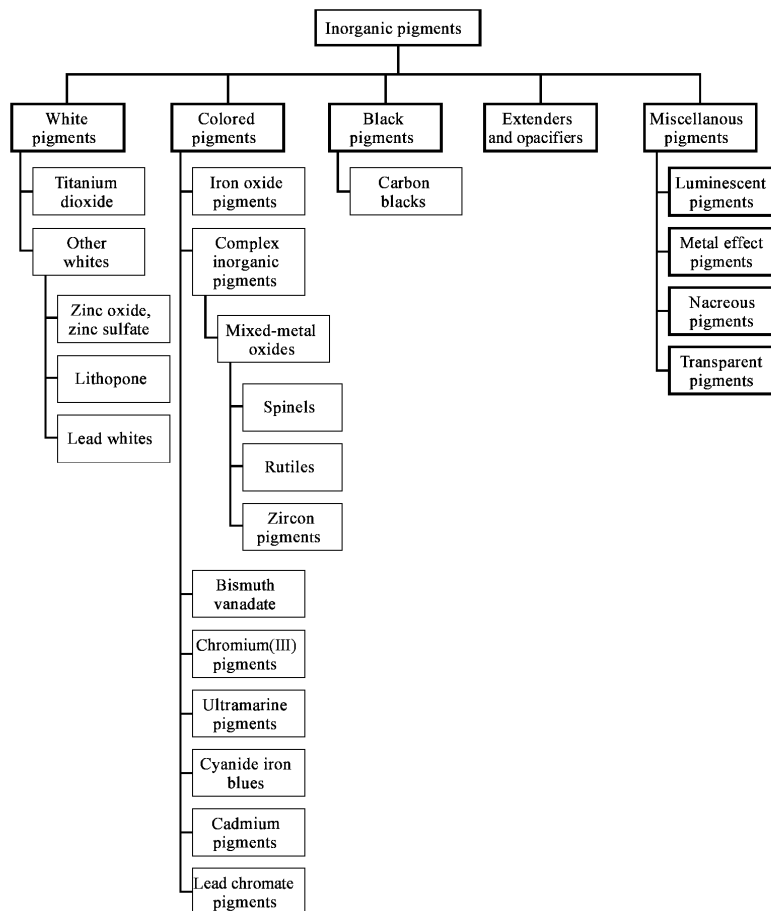 Inorganic pigments
White
pigments
Colored
pigments
Black
pigments
Extenders
and opacifiers
Miscellanous
pigments
Titanium
dioxide
Other
whites
Zinc oxide,
zinc sulfate
Lithopone
Lead whites
Iron oxide
pigments
Complex
inorganic
pigments
Mixed-metal
oxides
Spinels
Rutiles
Zircon
pigments
Bismuth
vanadate
Chromium(III)
pigments
Ultramarine
pigments
Cyanide iron
blues
Cadmium
pigments
Lead chromate
pigments
Carbon
blacks
Luminescent
pigments
Metal effect
pigments
Nacreous
pigments
Transparent
pigments